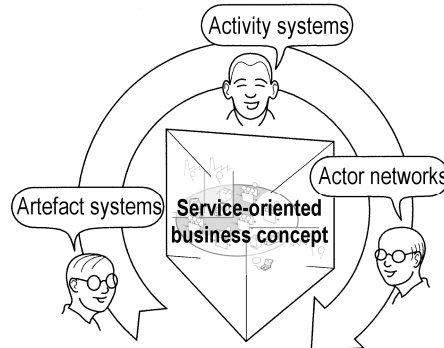 Activity systems
Actor networks
Artefact systems
Service-oriented
business concept